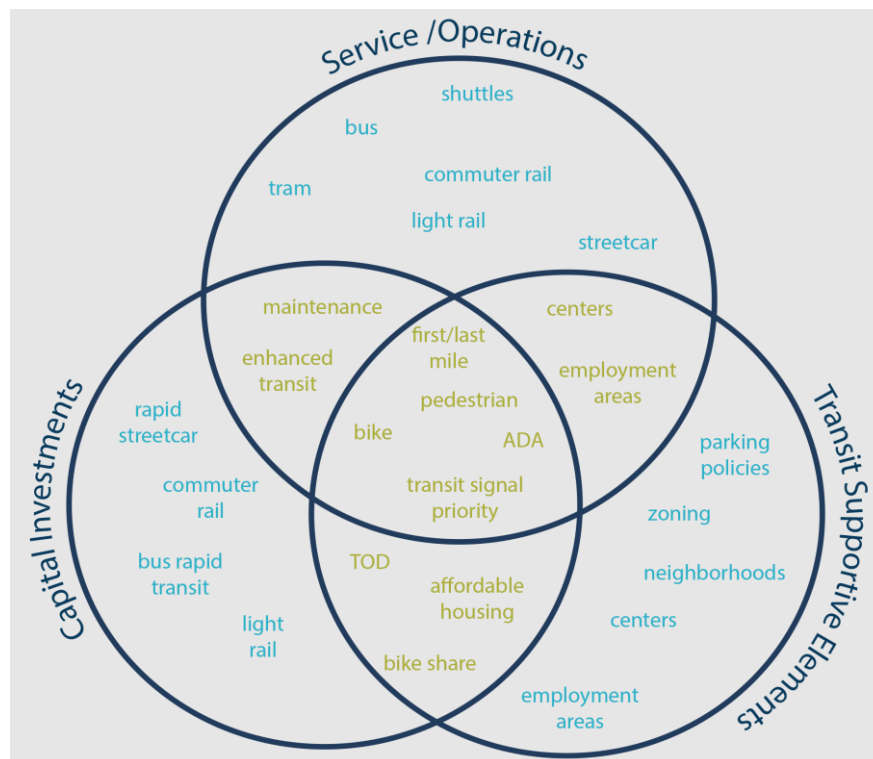 Service /Operations
shuttles
bus
commuter rail
tram
light rail
streetcar
maintenance
centers
first/last
mile
enhanced
transit
employment
areas
pedestrian
bike
ADA
transit signal
priority
Capital Investments
rapid
streetcar
commuter
rail
bus rapid
transit
light
rail
TOD
affordable
housing
bike share
Transit Supportive Elements
parking
policies
zoning
neighborhoods
centers
employment
areas